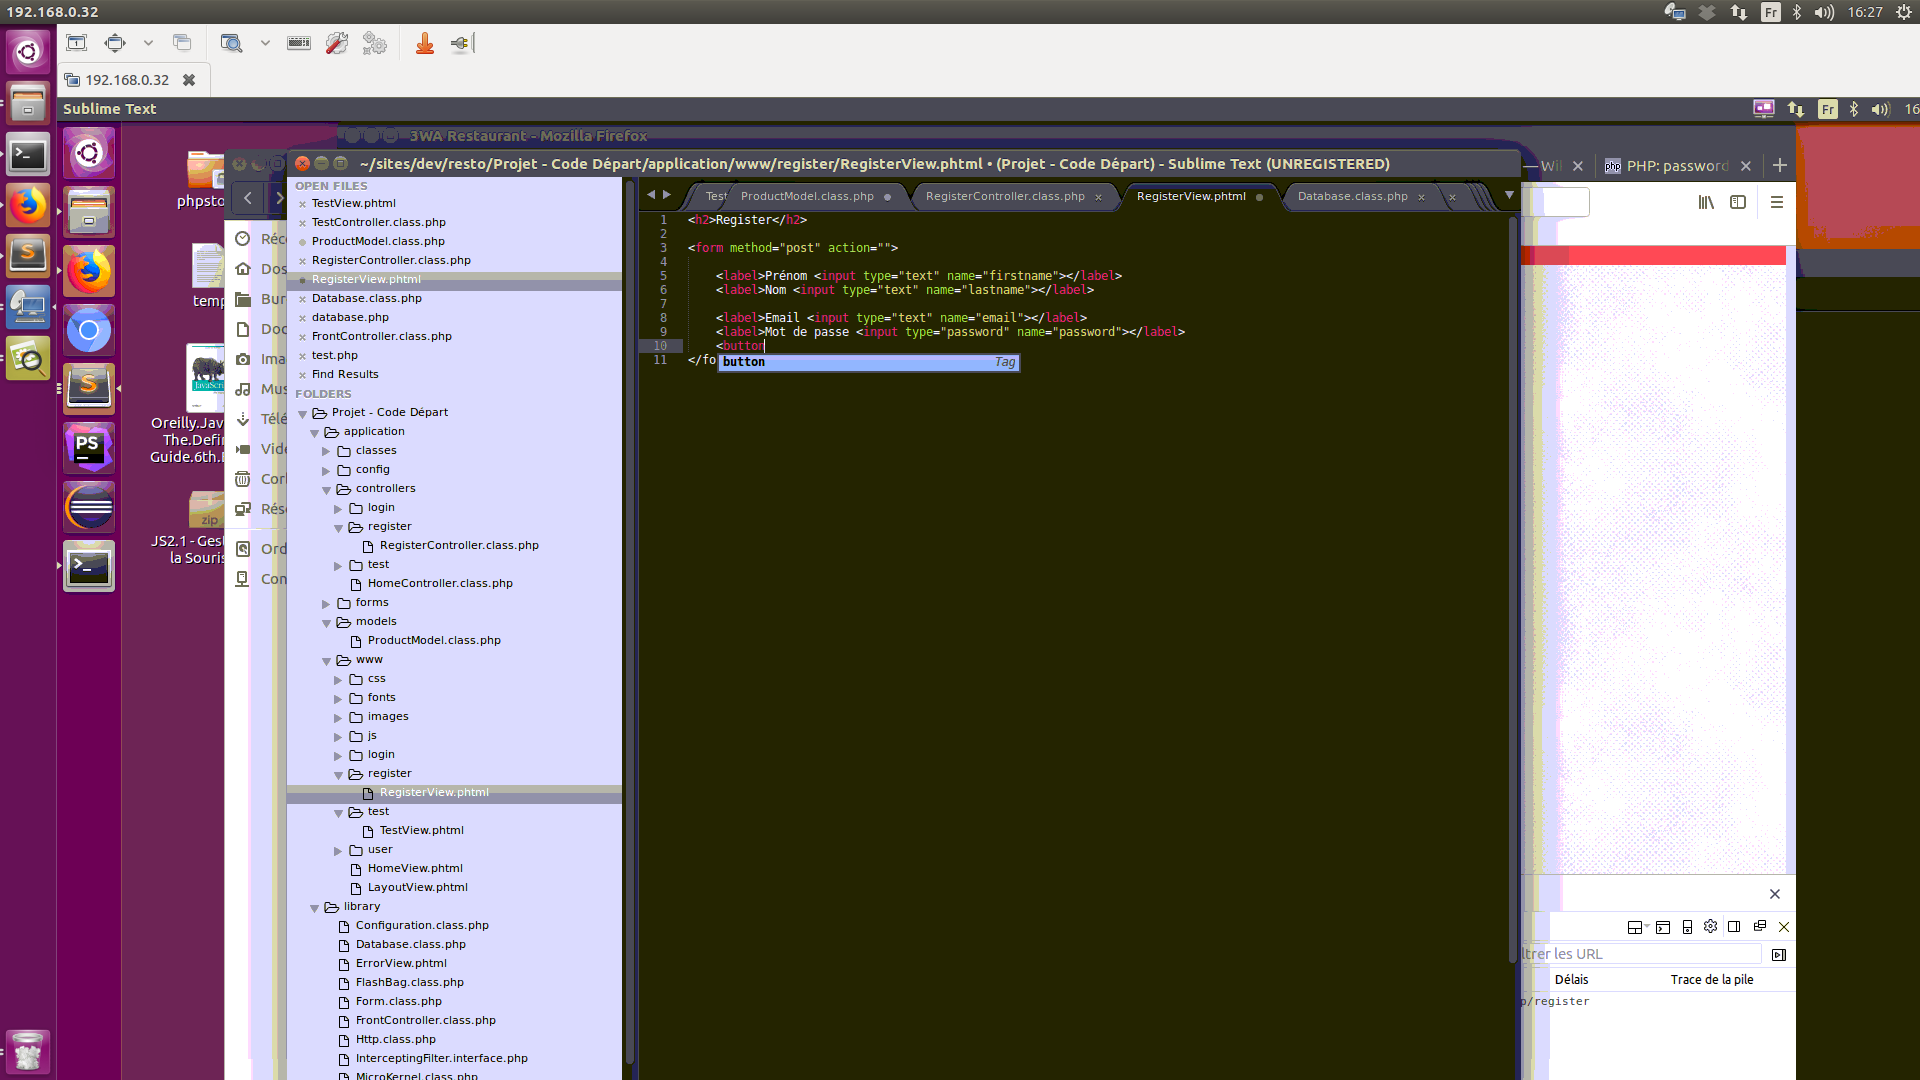 192.168.0.32
Fr
16:27
192.168.0.32
Sublime Text
Fr
16
3WA Restaurant - Mozilla Firefox
~/sites/dev/resto/Projet - Code Départ/application/www/register/RegisterView.phtml • (Projet - Code Départ) - Sublime Text (UNREGISTERED)
PHP: password
phpsto
temp
Oreilly.Jav
The.Defin
Guide.6th.
JS2.1 - Ges
la Souris
Réc
Dos
Bur
Doc
Ima
Mus
Télé
Vidé
Corb
Rés
Ord
Con
OPEN FILES
TestView.phtml
TestController.class.php
ProductModel.class.php
RegisterController.class.php
RegisterView.phtml
Database.class.php
database.php
FrontController.class.php
test.php
Find Results
FOLDERS
Projet - Code Départ
application
classes
config
controllers
login
register
RegisterController.class.php
test
HomeController.class.php
forms
models
ProductModel.class.php
www
css
fonts
images
js
login
register
RegisterView.phtml
test
TestView.phtml
user
HomeView.phtml
LayoutView.phtml
library
Configuration.class.php
Database.class.php
ErrorView.phtml
FlashBag.class.php
Form.class.php
FrontController.class.php
Http.class.php
InterceptingFilter.interface.php
MicroKernel.class.php
Test
ProductModel.class.php
RegisterController.class.php
RegisterView.phtml
Database.class.php
1 <h2>Register</h2>
2
3 <form method="post" action="">
4
5 <label>Prénom <input type="text" name="firstname"></label>
6 <label>Nom <input type="text" name="lastname"></label>
7
8 <label>Email <input type="text" name="email"></label>
9 <label>Mot de passe <input type="password" name="password"></label>
10 <button
11 </fo
button Tag
trer les URL
Délais
Trace de la pile
/register